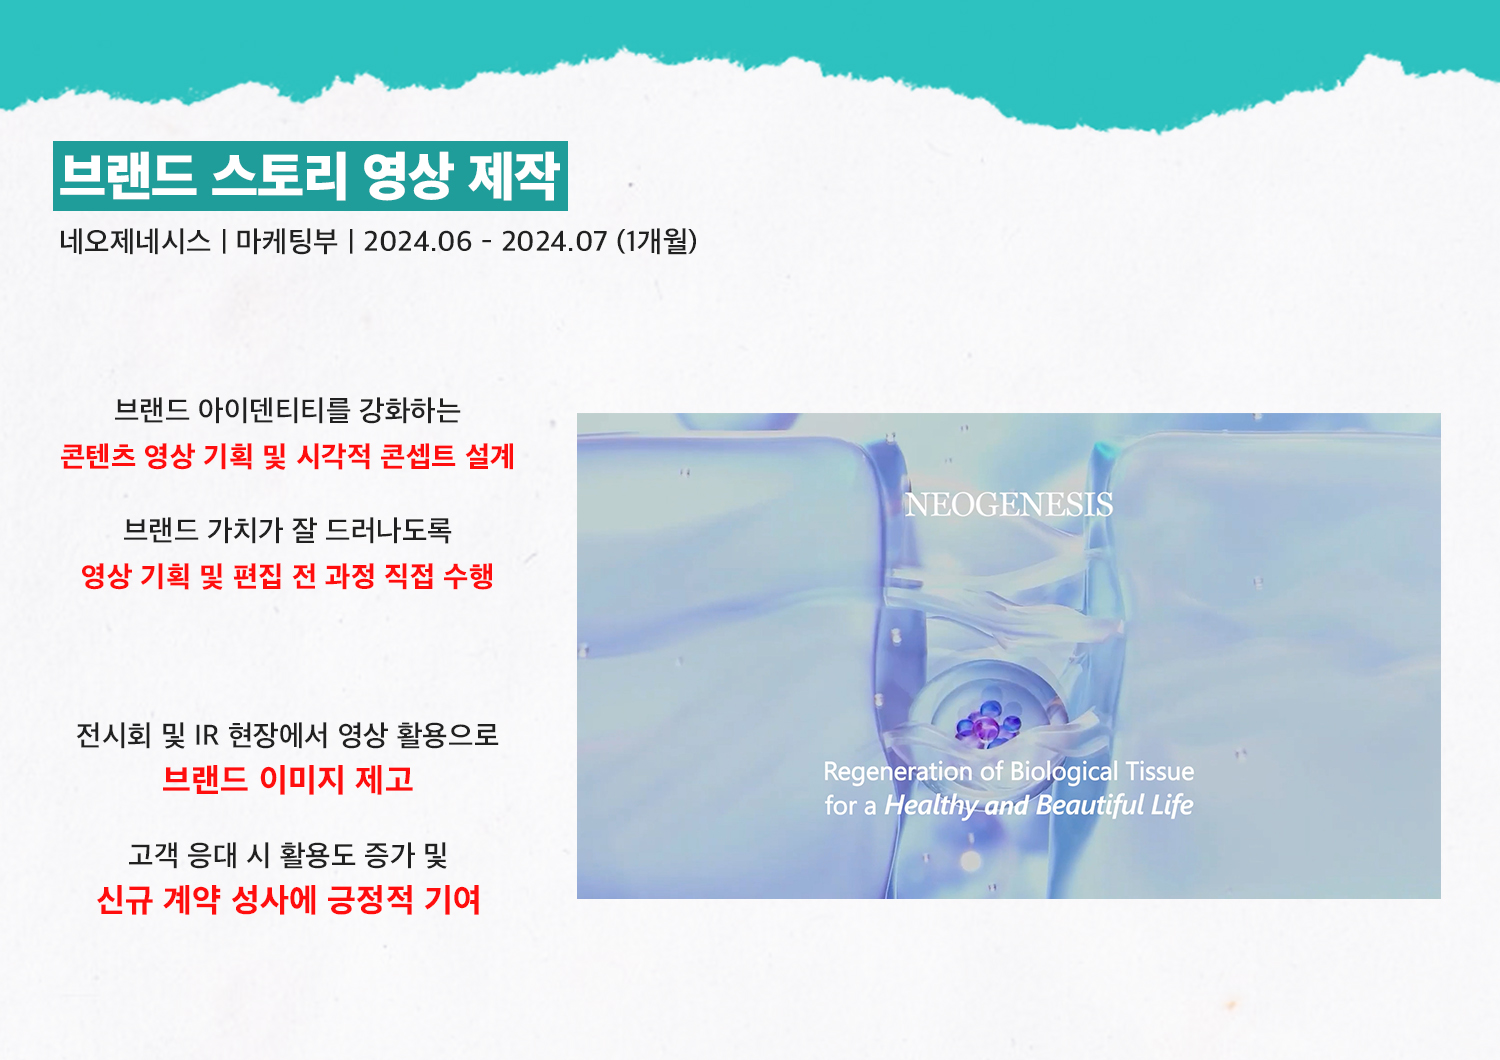 브랜드 스토리 영상 제작
네오제네시스 | 마케팅부 | 2024.06 - 2024.07 (1개월)
브랜드 아이덴티티를 강화하는
콘텐츠 영상 기획 및 시각적 콘셉트 설계
브랜드 가치가 잘 드러나도록
영상 기획 및 편집 전 과정 직접 수행
전시회 및 IR 현장에서 영상 활용으로
브랜드 이미지 제고
고객 응대 시 활용도 증가 및
신규 계약 성사에 긍정적 기여
NEOGENESIS
Regeneration of Biological Tissue
for a Healthy and Beautiful Life